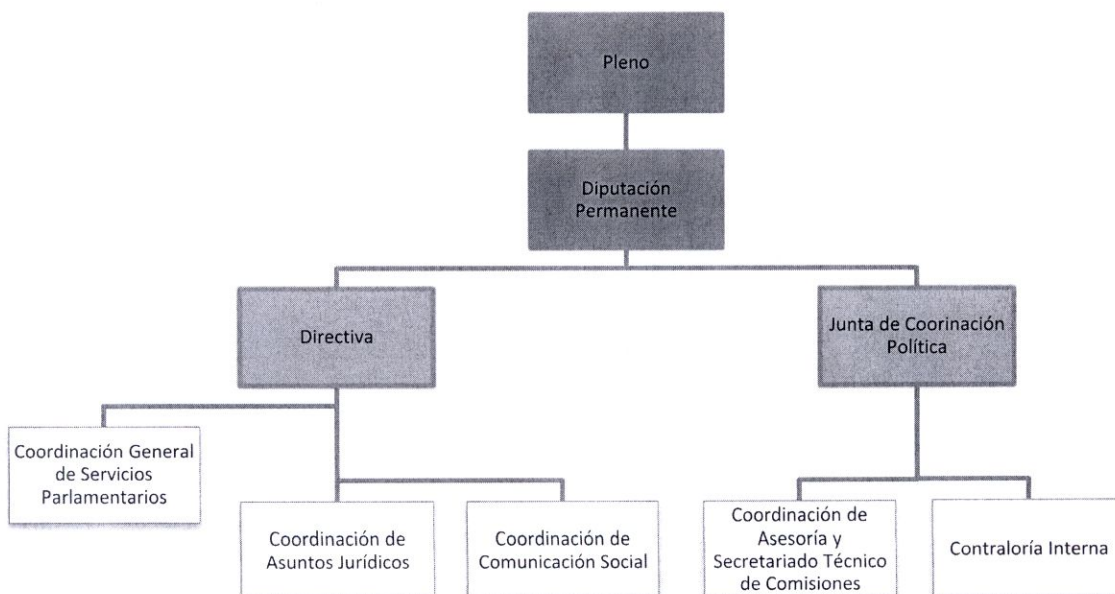 Pleno
Diputación
Permanente
Directiva
Junta de Coorinación
Política
Coordinación General
de Servicios
Parlamentarios
Coordinación de
Asuntos Jurídicos
Coordinación de
Comunicación Social
Coordinación de
Asesoría y
Secretariado Técnico
de Comisiones
Contraloría Interna